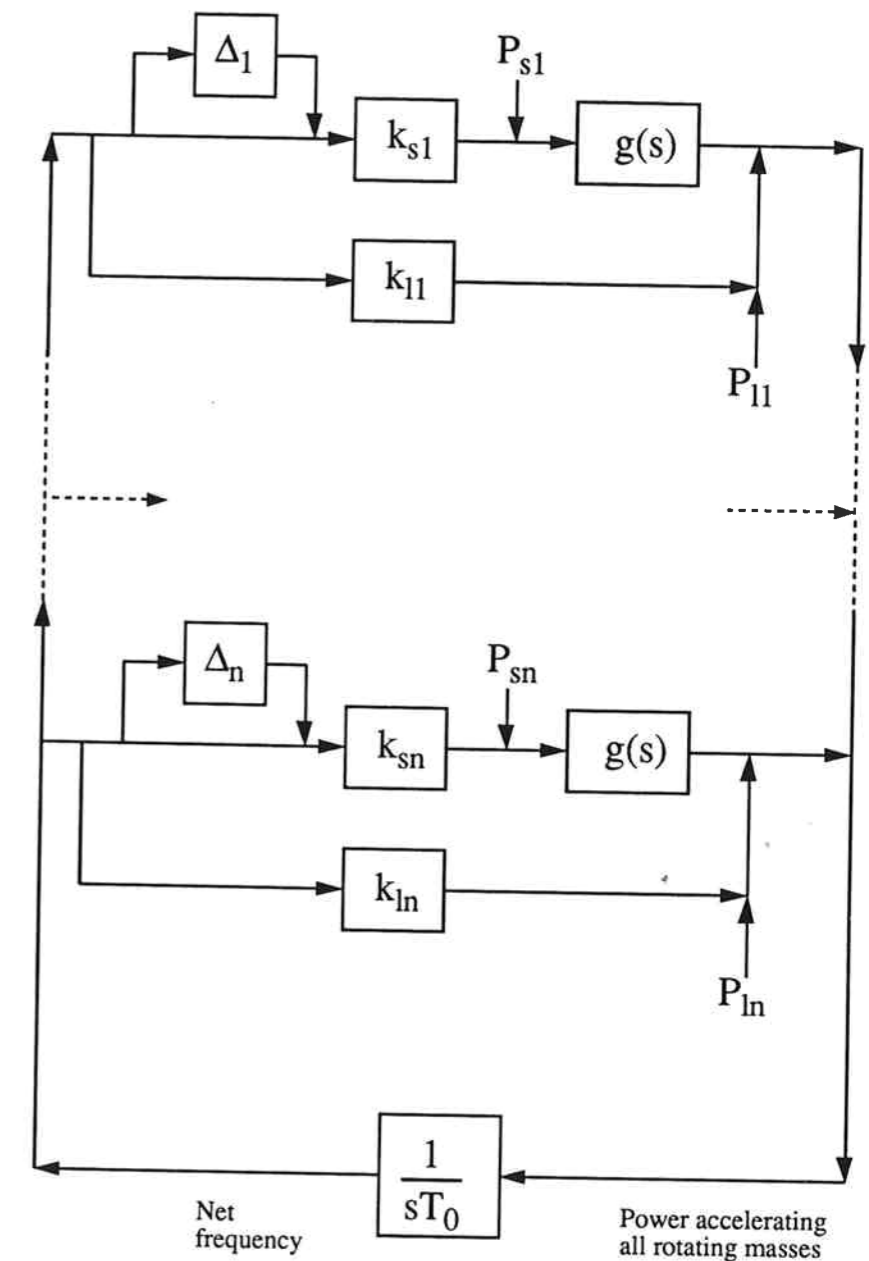 Δ₁
Pₛ₁
kₛ₁
g(s)
kₗ₁
Pₗ₁
Δₙ
Pₛₙ
kₛₙ
g(s)
kₗₙ
Pₗₙ
1
sT₀
Net
frequency
Power accelerating
all rotating masses